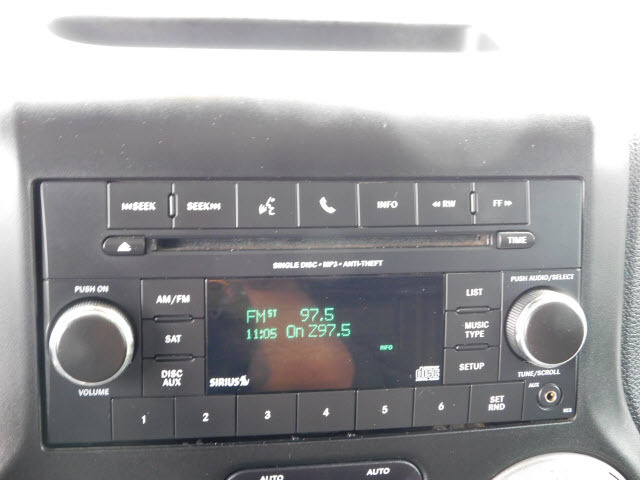 |<<SEEK SEEK>>| INFO <<RW FF>>
TIME
SINGLE DISC • MP3 • ANTI-THEFT
PUSH ON
AM/FM
LIST
PUSH AUDIO/SELECT
FM ST 97.5
11:05 On Z97.5
INFO
SAT
MUSIC
TYPE
DISC
AUX
SIRIUS
disc
SETUP
VOLUME
TUNE/SCROLL
1 2 3 4 5 6
SET
RND
AUX
RES
AUTO
AUTO